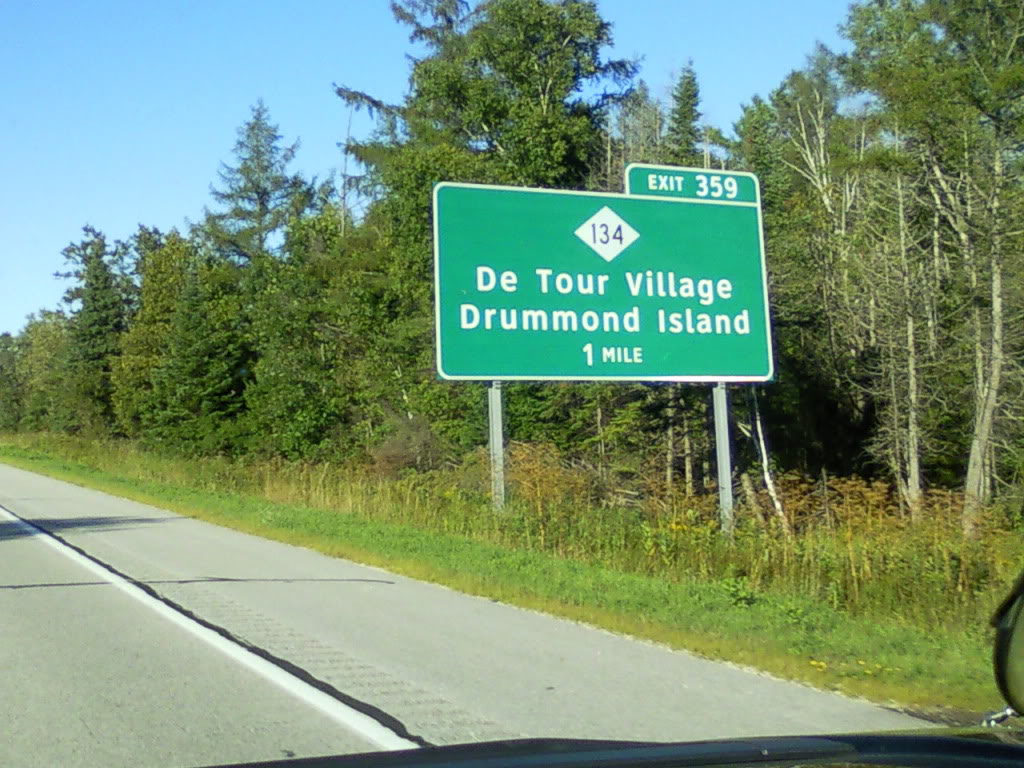 EXIT 359
134
De Tour Village
Drummond Island
1 MILE